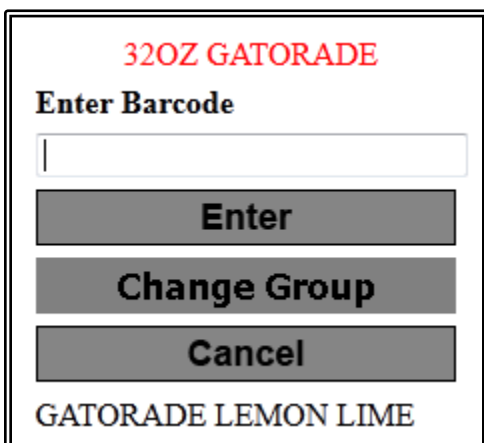 32OZ GATORADE
Enter Barcode
Enter
Change Group
Cancel
GATORADE LEMON LIME